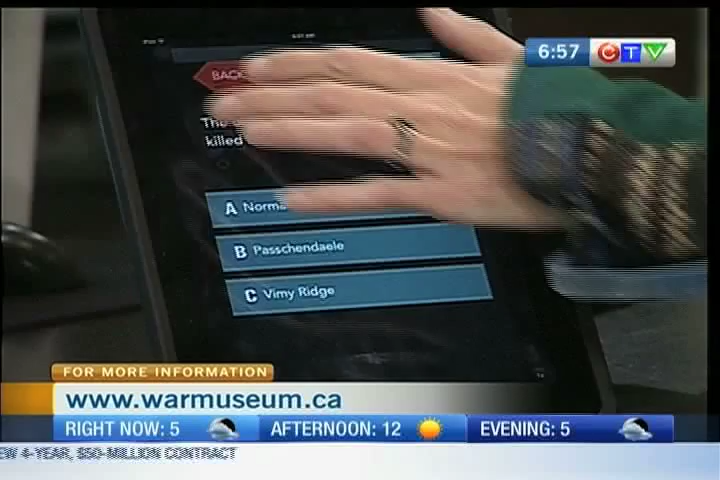 6:57 CTV
BACK
The
killed
A Norma
B Passchendaele
C Vimy Ridge
FOR MORE INFORMATION
www.warmuseum.ca
RIGHT NOW: 5 AFTERNOON: 12 EVENING: 5
EW 4-YEAR, $50-MILLION CONTRACT